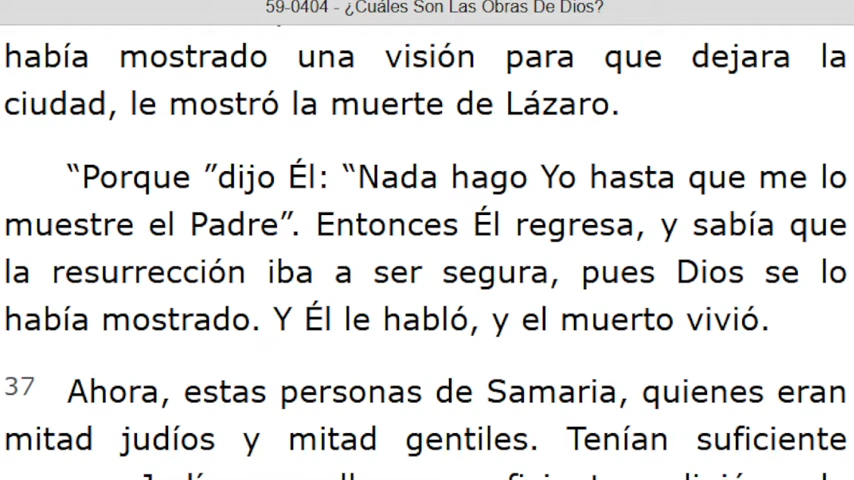 59-0404 - ¿Cuáles Son Las Obras De Dios?
había mostrado una visión para que dejara la
ciudad, le mostró la muerte de Lázaro.
“Porque ”dijo Él: “Nada hago Yo hasta que me lo
muestre el Padre”. Entonces Él regresa, y sabía que
la resurrección iba a ser segura, pues Dios se lo
había mostrado. Y Él le habló, y el muerto vivió.
37 Ahora, estas personas de Samaria, quienes eran
mitad judíos y mitad gentiles. Tenían suficiente